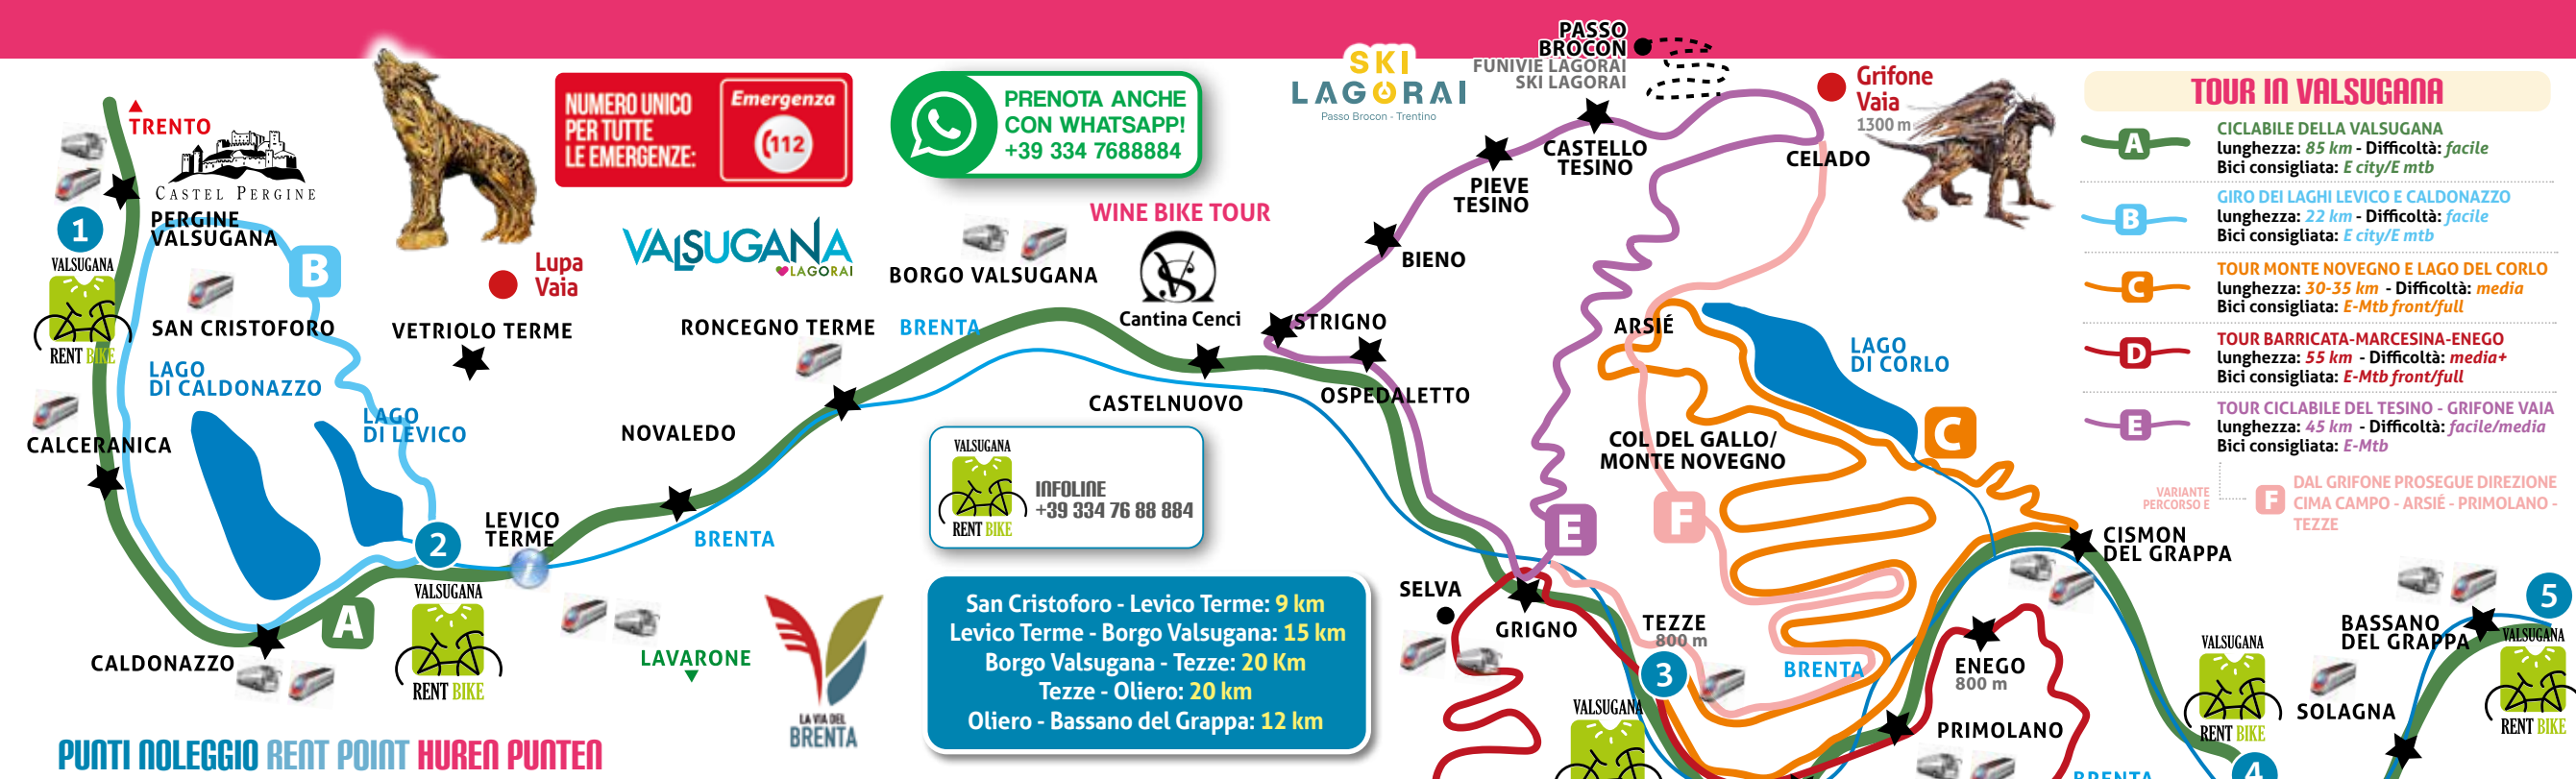 PASSO
BROCON
FUNIVIE LAGORAI
SKI LAGORAI
SKI
LAGORAI
Passo Brocon - Trentino
Grifone
Vaia
1300 m
TRENTO
CASTEL PERGINE
NUMERO UNICO
PER TUTTE
LE EMERGENZE:
Emergenza
112
PRENOTA ANCHE
CON WHATSAPP!
+39 334 7688884
CASTELLO
TESINO
CELADO
PIEVE
TESINO
BIENO
1
PERGINE
VALSUGANA
B
VALSUGANA
RENT BIKE
SAN CRISTOFORO
LAGO
DI CALDONAZZO
LAGO
DI LEVICO
CALCERANICA
Lupa
Vaia
VETRIOLO TERME
VALSUGANA
LAGORAI
WINE BIKE TOUR
BORGO VALSUGANA
Cantina Cenci
RONCEGNO TERME
BRENTA
STRIGNO
OSPEDALETTO
CASTELNUOVO
NOVALEDO
BRENTA
LEVICO
TERME
2
i
VALSUGANA
RENT BIKE
A
CALDONAZZO
LAVARONE
LA VIA DEL
BRENTA
VALSUGANA
RENT BIKE
INFOLINE
+39 334 76 88 884
San Cristoforo - Levico Terme: 9 km
Levico Terme - Borgo Valsugana: 15 km
Borgo Valsugana - Tezze: 20 Km
Tezze - Oliero: 20 km
Oliero - Bassano del Grappa: 12 km
PUNTI NOLEGGIO RENT POINT HUREN PUNTEN
ARSIÉ
LAGO
DI CORLO
COL DEL GALLO/
MONTE NOVEGNO
C
E
F
SELVA
GRIGNO
TEZZE
800 m
3
VALSUGANA
BRENTA
ENEGO
800 m
PRIMOLANO
CISMON
DEL GRAPPA
BASSANO
DEL GRAPPA
5
VALSUGANA
RENT BIKE
VALSUGANA
RENT BIKE
SOLAGNA
4
BRENTA
TOUR IN VALSUGANA
A
CICLABILE DELLA VALSUGANA
lunghezza: 85 km - Difficoltà: facile
Bici consigliata: E city/E mtb
B
GIRO DEI LAGHI LEVICO E CALDONAZZO
lunghezza: 22 km - Difficoltà: facile
Bici consigliata: E city/E mtb
C
TOUR MONTE NOVEGNO E LAGO DEL CORLO
lunghezza: 30-35 km - Difficoltà: media
Bici consigliata: E-Mtb front/full
D
TOUR BARRICATA-MARCESINA-ENEGO
lunghezza: 55 km - Difficoltà: media+
Bici consigliata: E-Mtb front/full
E
TOUR CICLABILE DEL TESINO - GRIFONE VAIA
lunghezza: 45 km - Difficoltà: facile/media
Bici consigliata: E-Mtb
VARIANTE
PERCORSO E
F
DAL GRIFONE PROSEGUE DIREZIONE
CIMA CAMPO - ARSIÉ - PRIMOLANO -
TEZZE